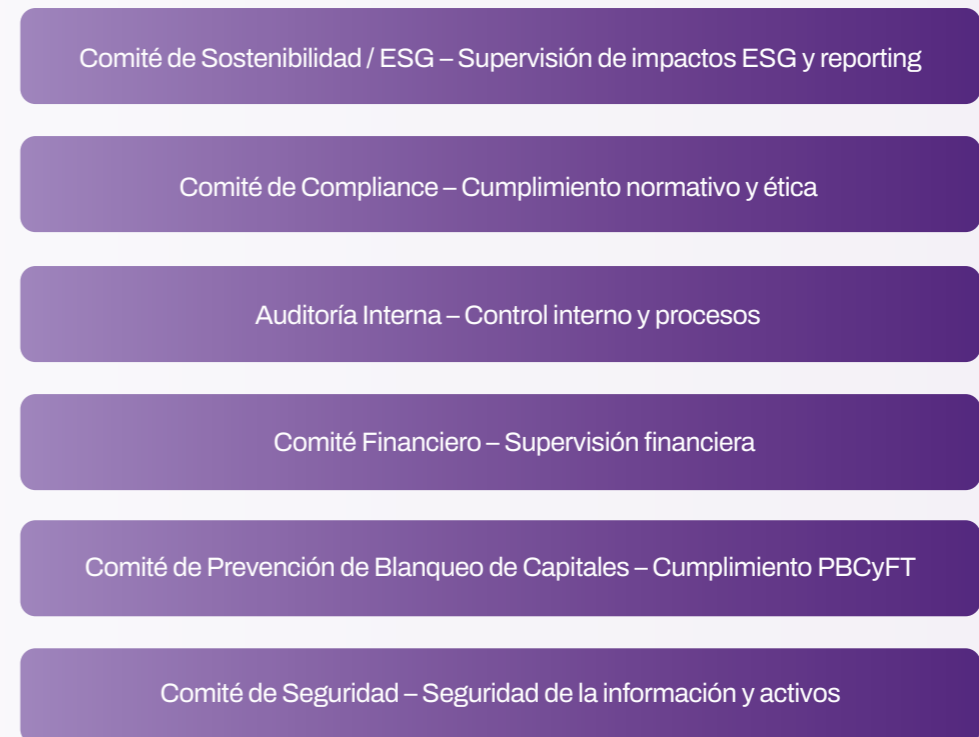 Comité de Sostenibilidad / ESG – Supervisión de impactos ESG y reporting
Comité de Compliance – Cumplimiento normativo y ética
Auditoría Interna – Control interno y procesos
Comité Financiero – Supervisión financiera
Comité de Prevención de Blanqueo de Capitales – Cumplimiento PBCyFT
Comité de Seguridad – Seguridad de la información y activos